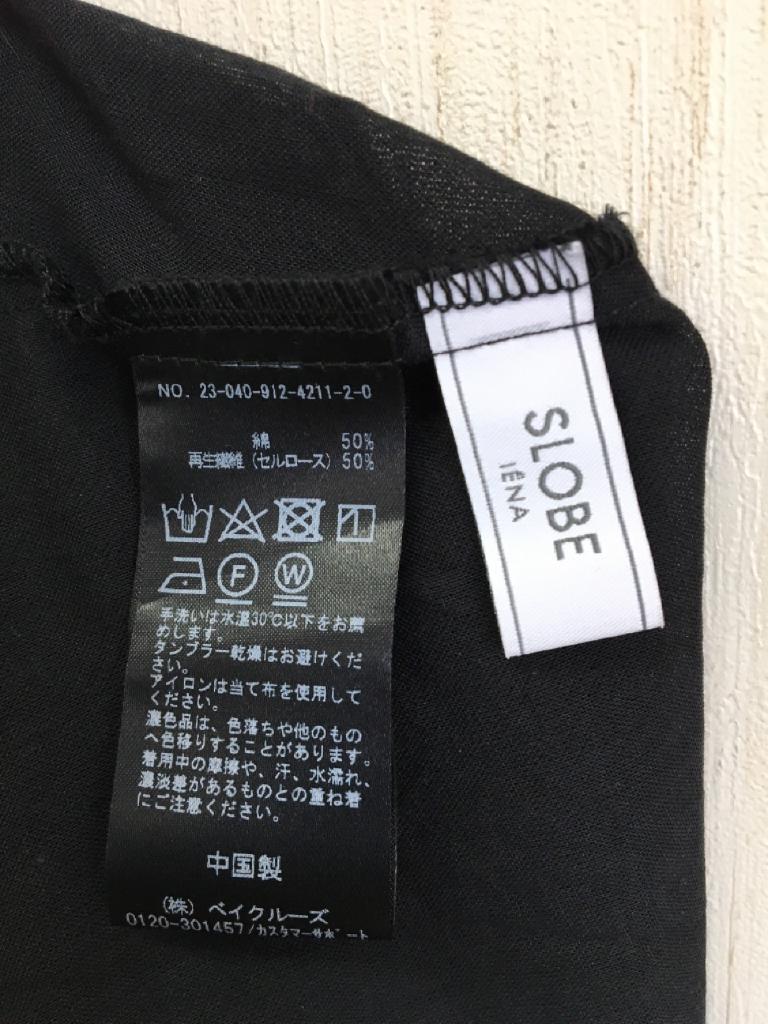 NO. 23-040-912-4211-2-0
綿 50%
再生繊維（セルロース）50%
F W
手洗いは水温30℃以下をお薦
めします。
タンブラー乾燥はお避けくだ
さい。
アイロンは当て布を使用して
ください。
濃色品は、色落ちや他のもの
へ色移りすることがあります。
着用中の摩擦や、汗、水濡れ、
濃淡差があるものとの重ね着
にご注意ください。
中国製
（株）ベイクルーズ
0120-301457/カスタマーサポート
SLOBE
IÉNA